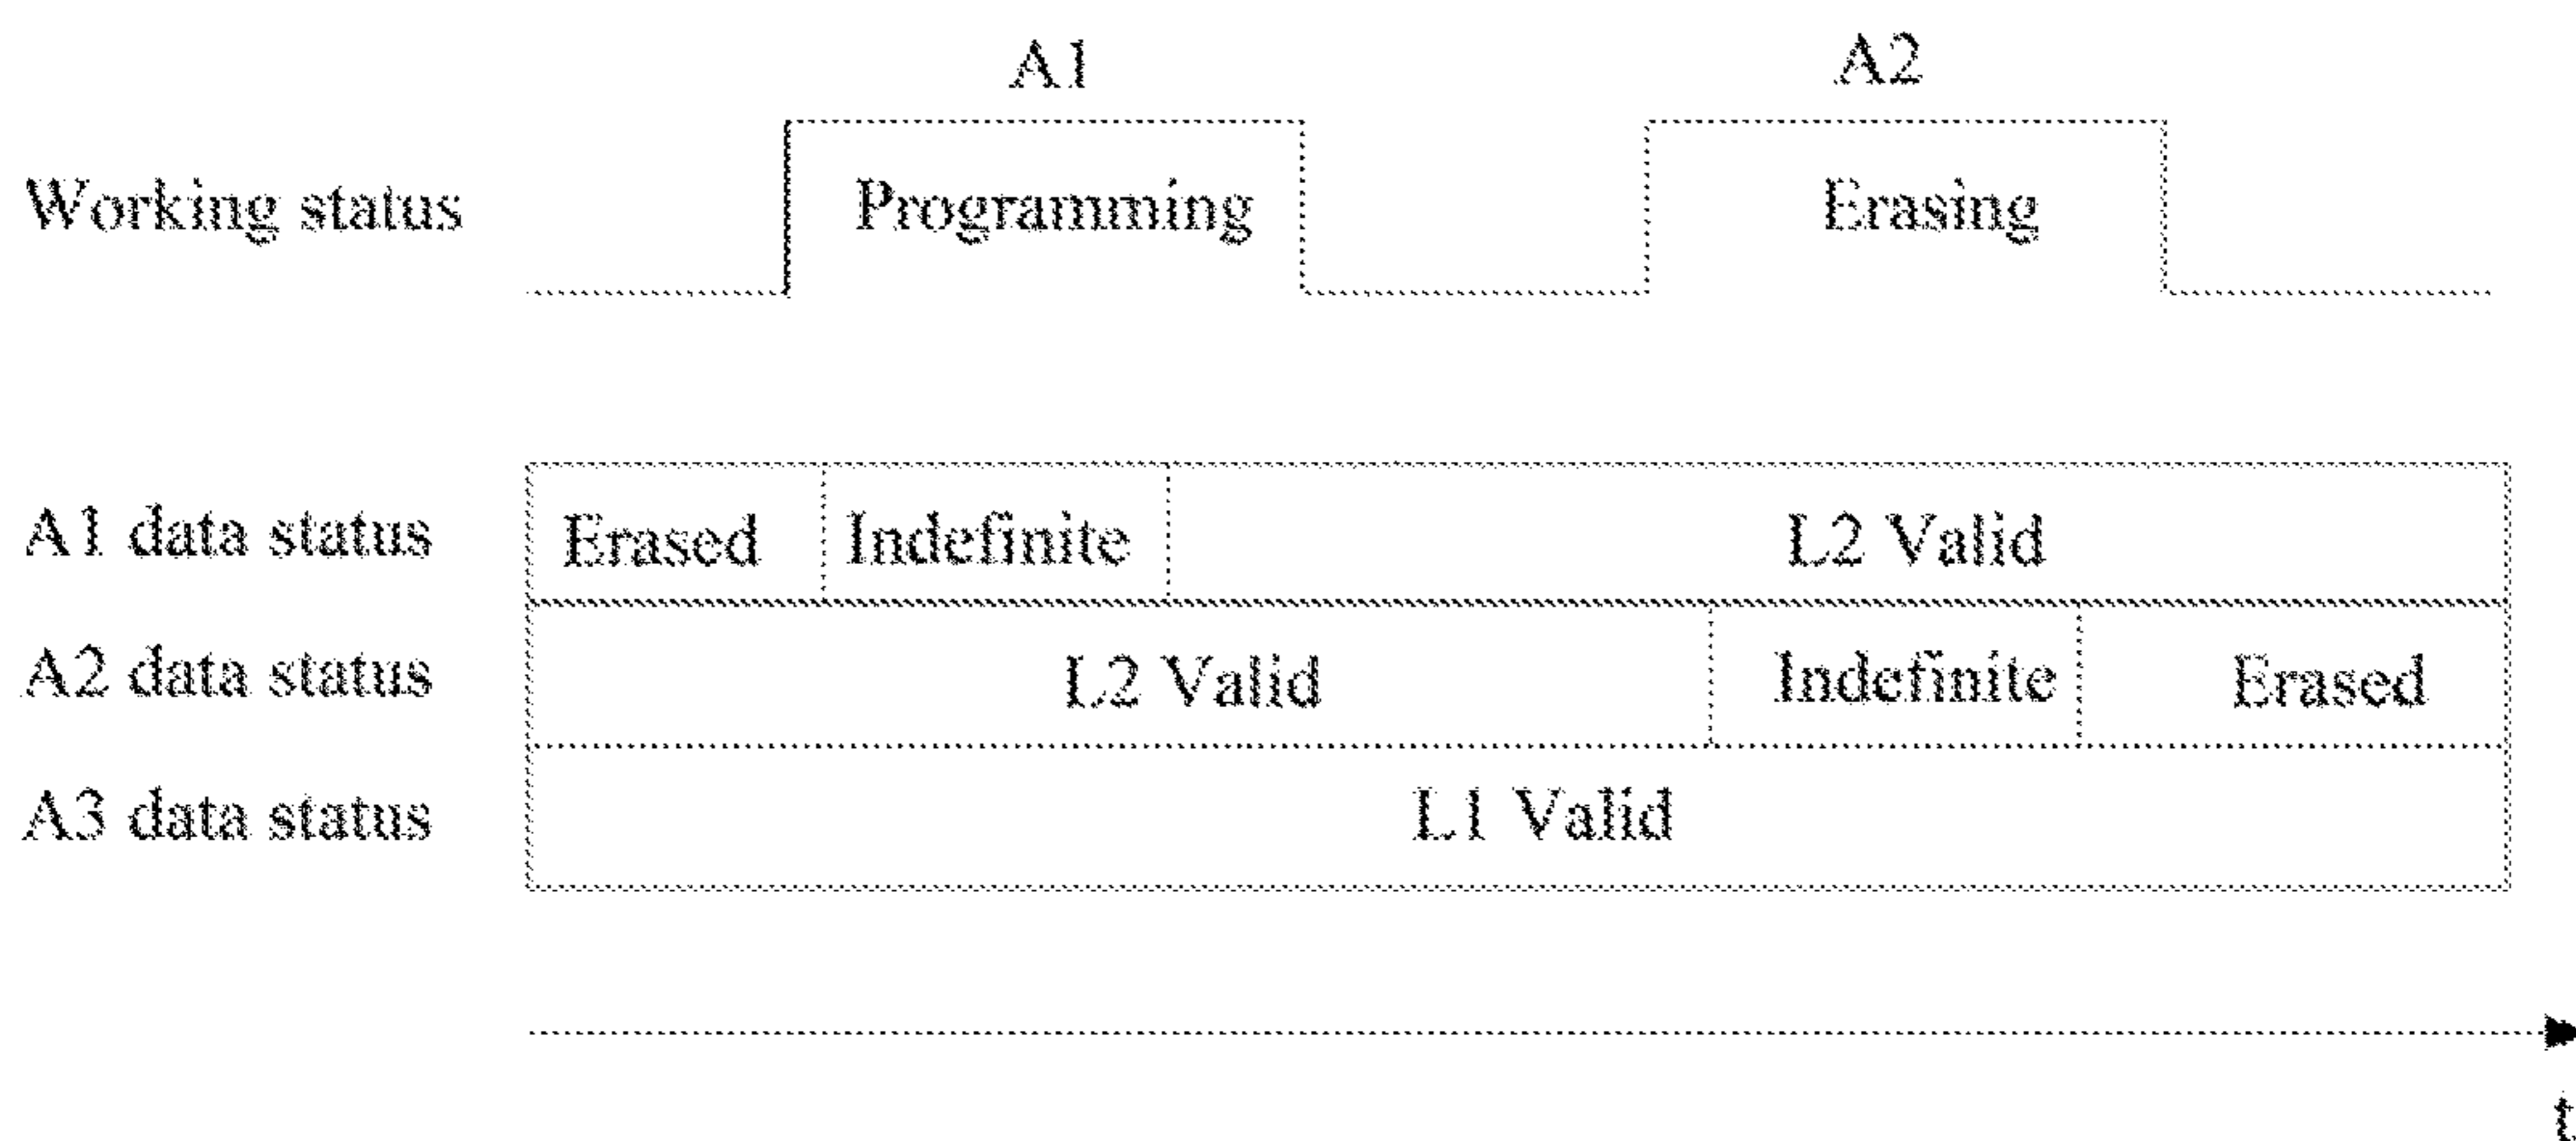 A1 A2
Working status Programming Erasing
A1 data status Erased Indefinite L2 Valid
A2 data status L2 Valid Indefinite Erased
A3 data status L1 Valid
t